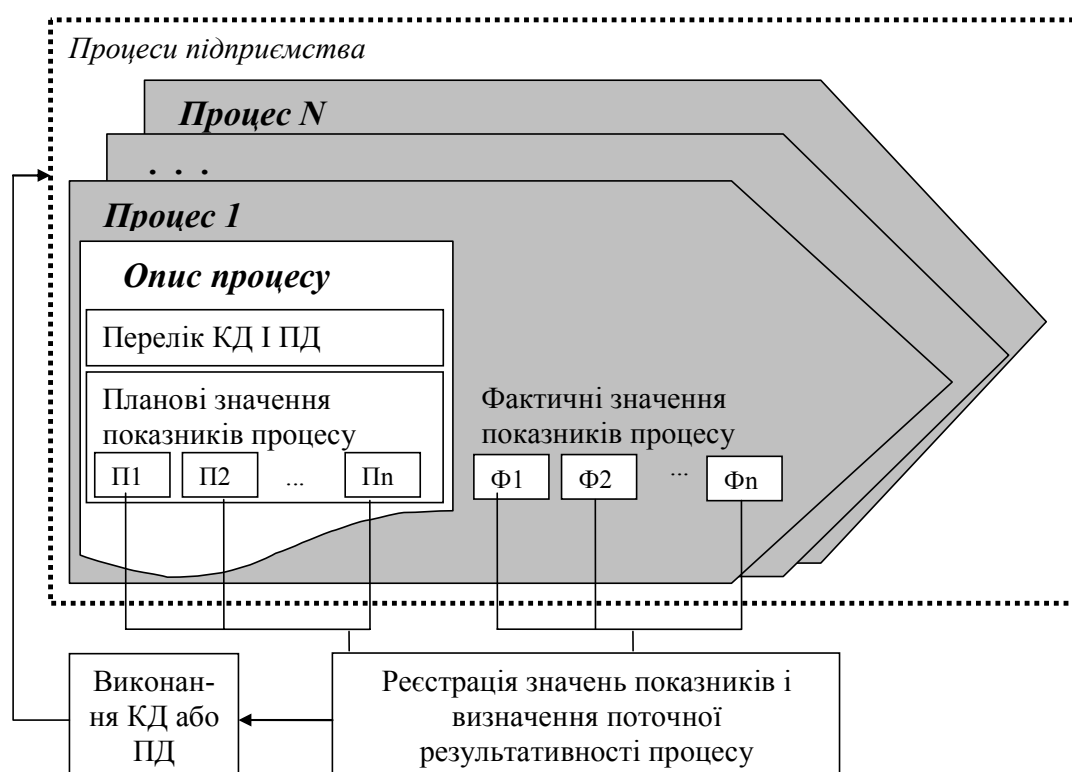 Процеси підприємства
Процес N
. . .
Процес 1
Опис процесу
Перелік КД І ПД
Планові значення
показників процесу
П1 П2 ... Пn
Фактичні значення
показників процесу
Ф1 Ф2 ... Фn
Виконан-
ня КД або
ПД
Реєстрація значень показників і
визначення поточної
результативності процесу